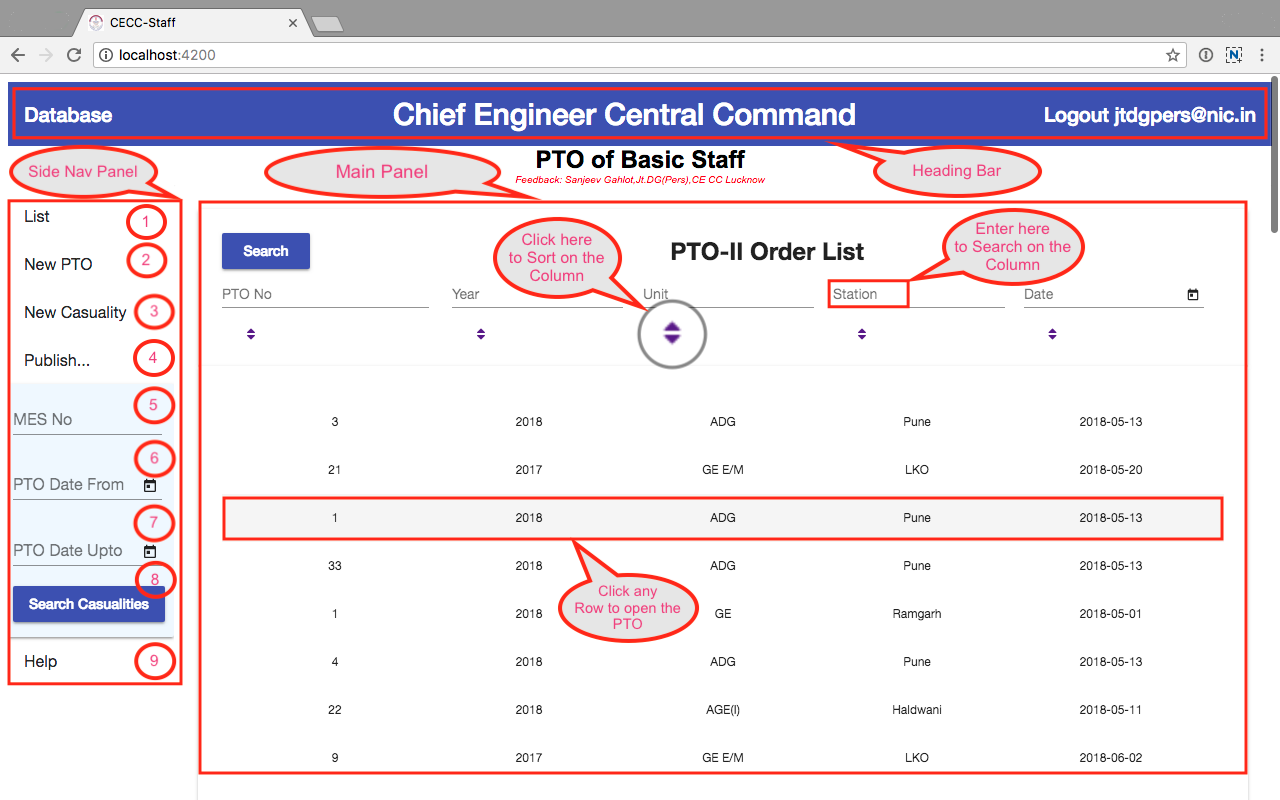 CECC-Staff
localhost:4200
Database
Chief Engineer Central Command
Logout jtdgpers@nic.in
PTO of Basic Staff
Feedback: Sanjeev Gahlot,Jt.DG(Pers),CE CC Lucknow
Side Nav Panel
Main Panel
Heading Bar
List
1
New PTO
2
New Casuality
3
Publish...
4
MES No
5
PTO Date From
6
PTO Date Upto
7
Search Casualities
8
Help
9
Search
PTO-II Order List
Click here
to Sort on the
Column
Enter here
to Search on the
Column
PTO No Year Unit Station Date
3 2018 ADG Pune 2018-05-13
21 2017 GE E/M LKO 2018-05-20
1 2018 ADG Pune 2018-05-13
33 2018 ADG Pune 2018-05-13
Click any
Row to open the
PTO
1 2018 GE Ramgarh 2018-05-01
4 2018 ADG Pune 2018-05-13
22 2018 AGE(I) Haldwani 2018-05-11
9 2017 GE E/M LKO 2018-06-02